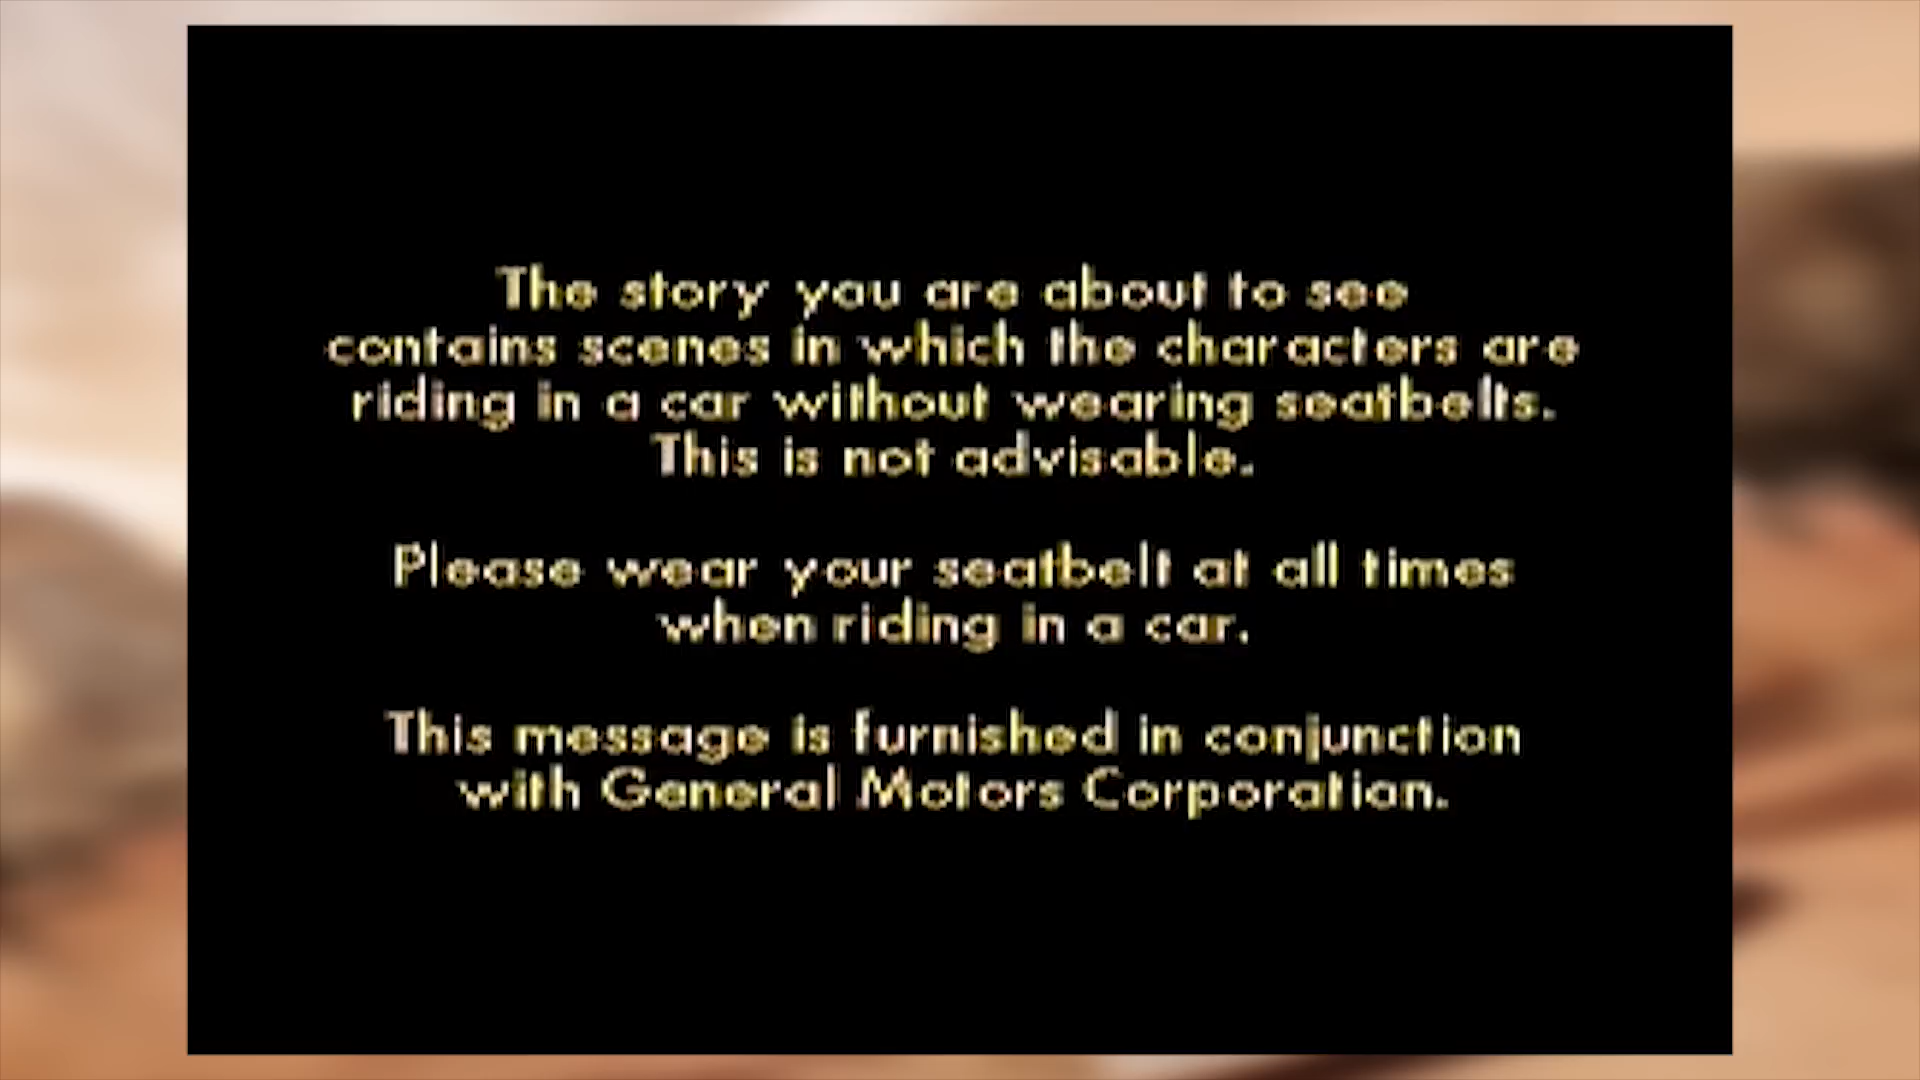 The story you are about to see
contains scenes in which the characters are
riding in a car without wearing seatbelts.
This is not advisable.
Please wear your seatbelt at all times
when riding in a car.
This message is furnished in conjunction
with General Motors Corporation.